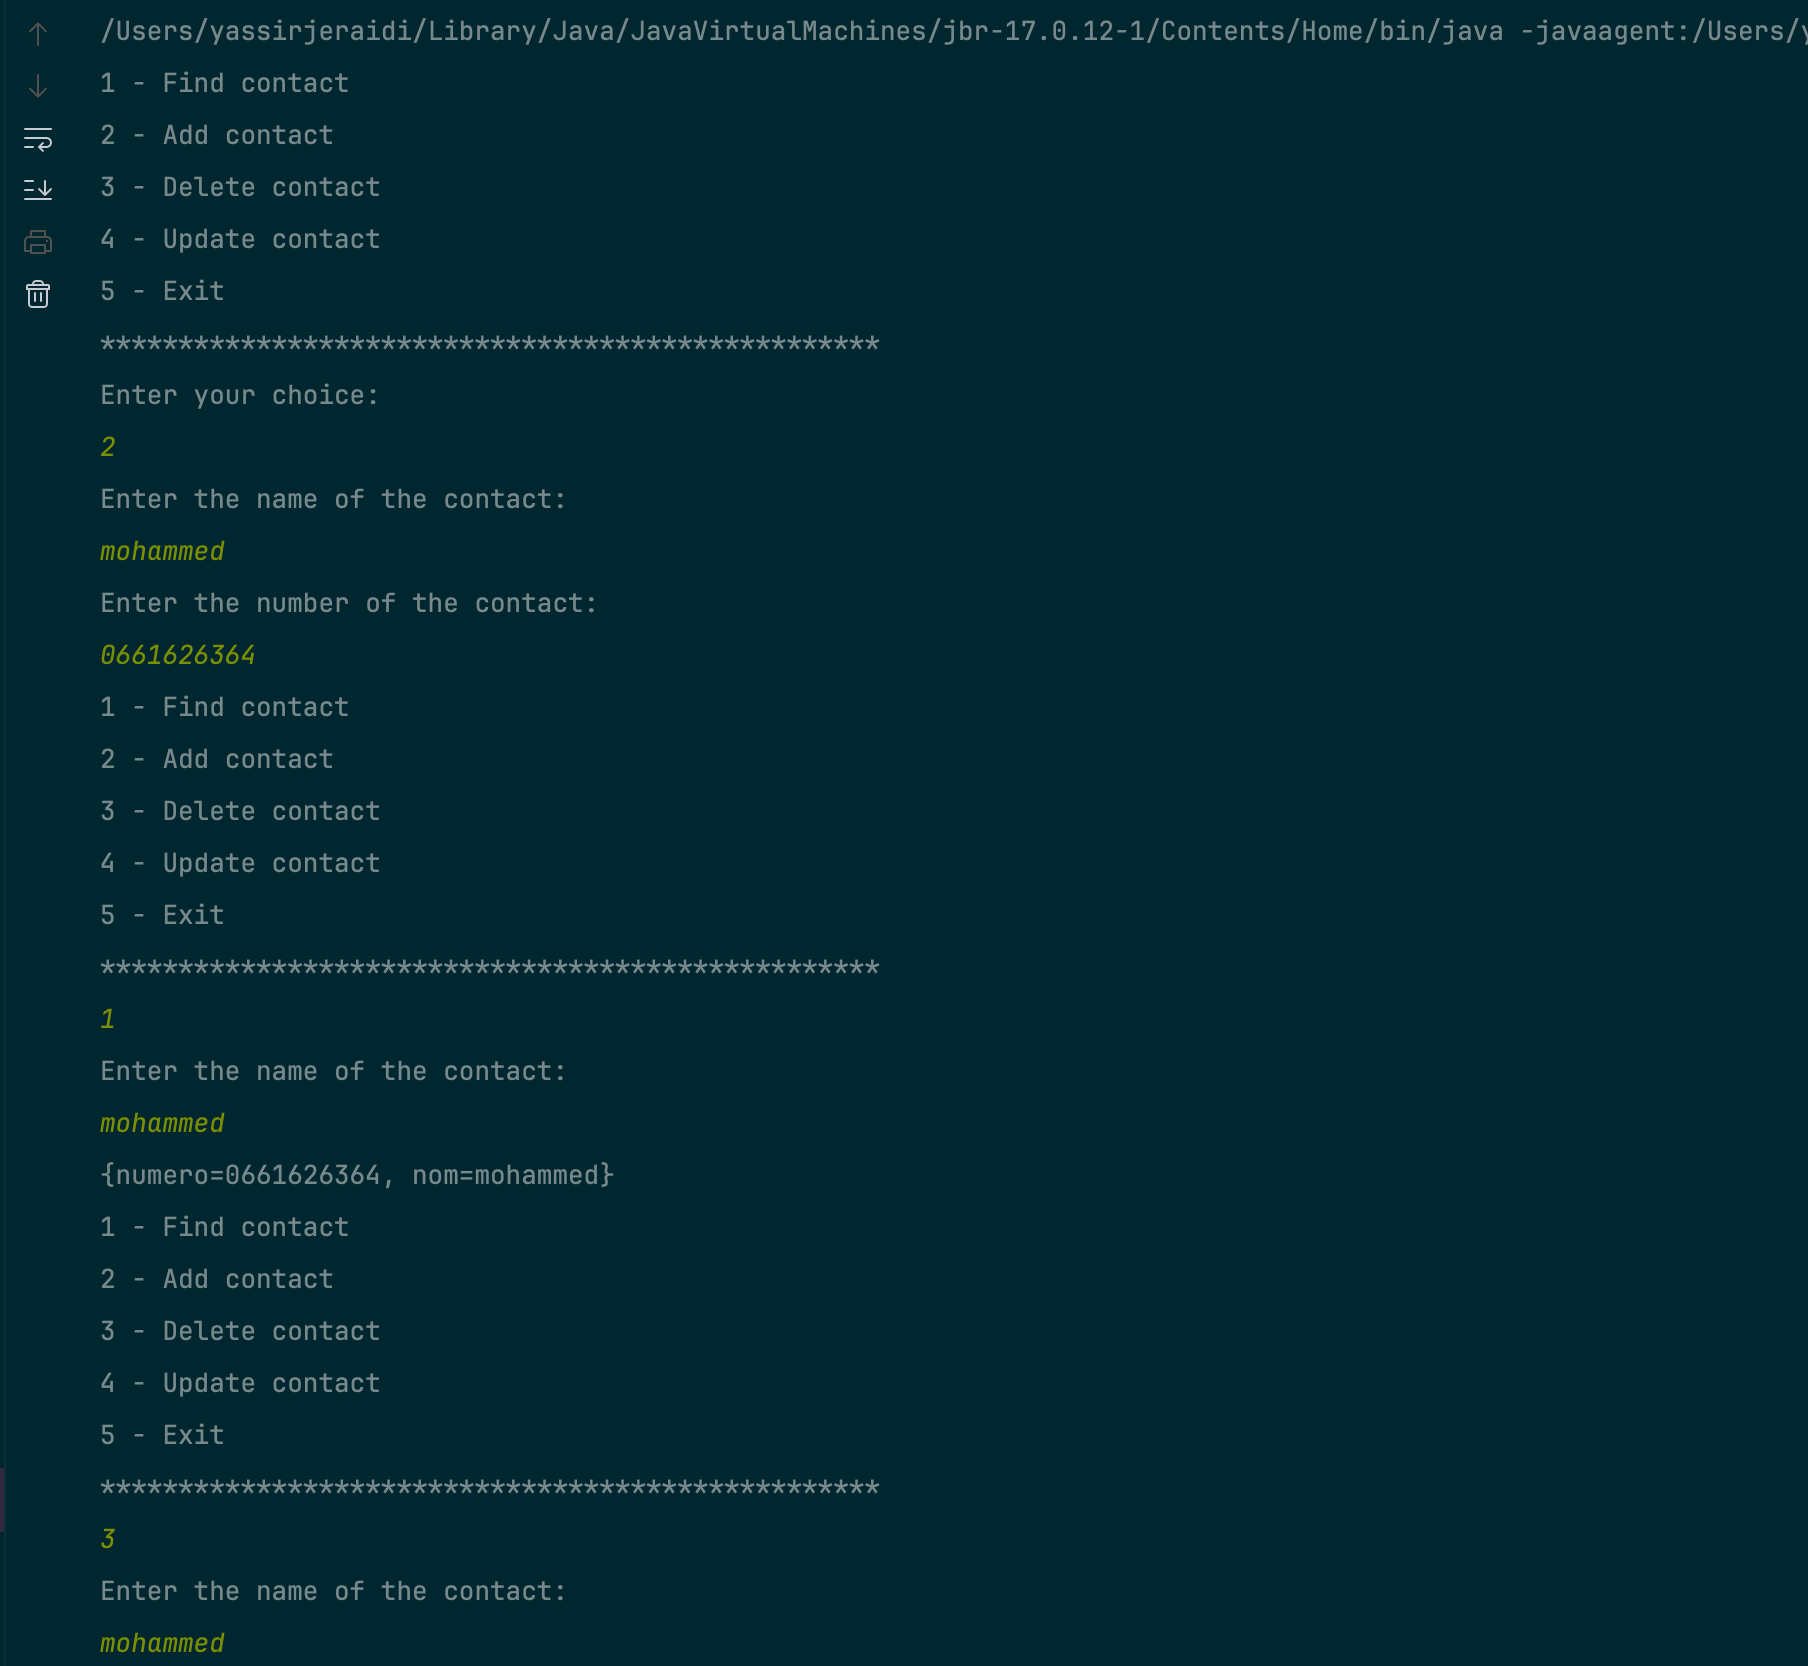 /Users/yassirjeraidi/Library/Java/JavaVirtualMachines/jbr-17.0.12-1/Contents/Home/bin/java -javaagent:/Users/y
1 - Find contact
2 - Add contact
3 - Delete contact
4 - Update contact
5 - Exit
**************************************************
Enter your choice:
2
Enter the name of the contact:
mohammed
Enter the number of the contact:
0661626364
1 - Find contact
2 - Add contact
3 - Delete contact
4 - Update contact
5 - Exit
**************************************************
1
Enter the name of the contact:
mohammed
{numero=0661626364, nom=mohammed}
1 - Find contact
2 - Add contact
3 - Delete contact
4 - Update contact
5 - Exit
**************************************************
3
Enter the name of the contact:
mohammed